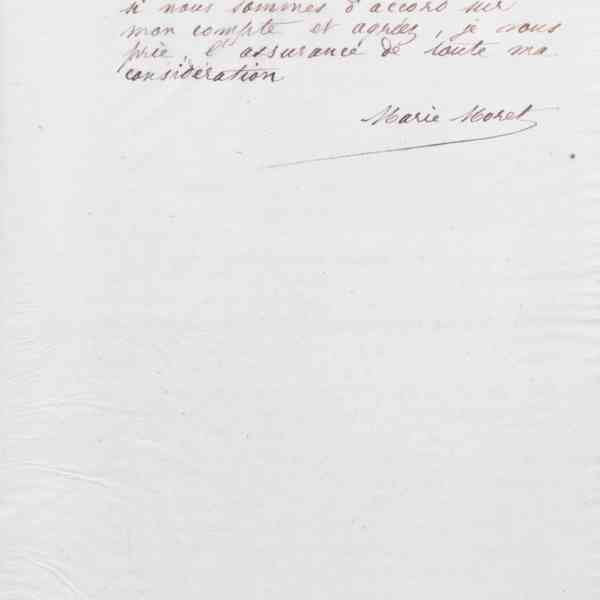 si nous sommes d'accord sur
mon compte et agréez, je vous
prie, l'assurance de toute ma
considération
Marie Moret